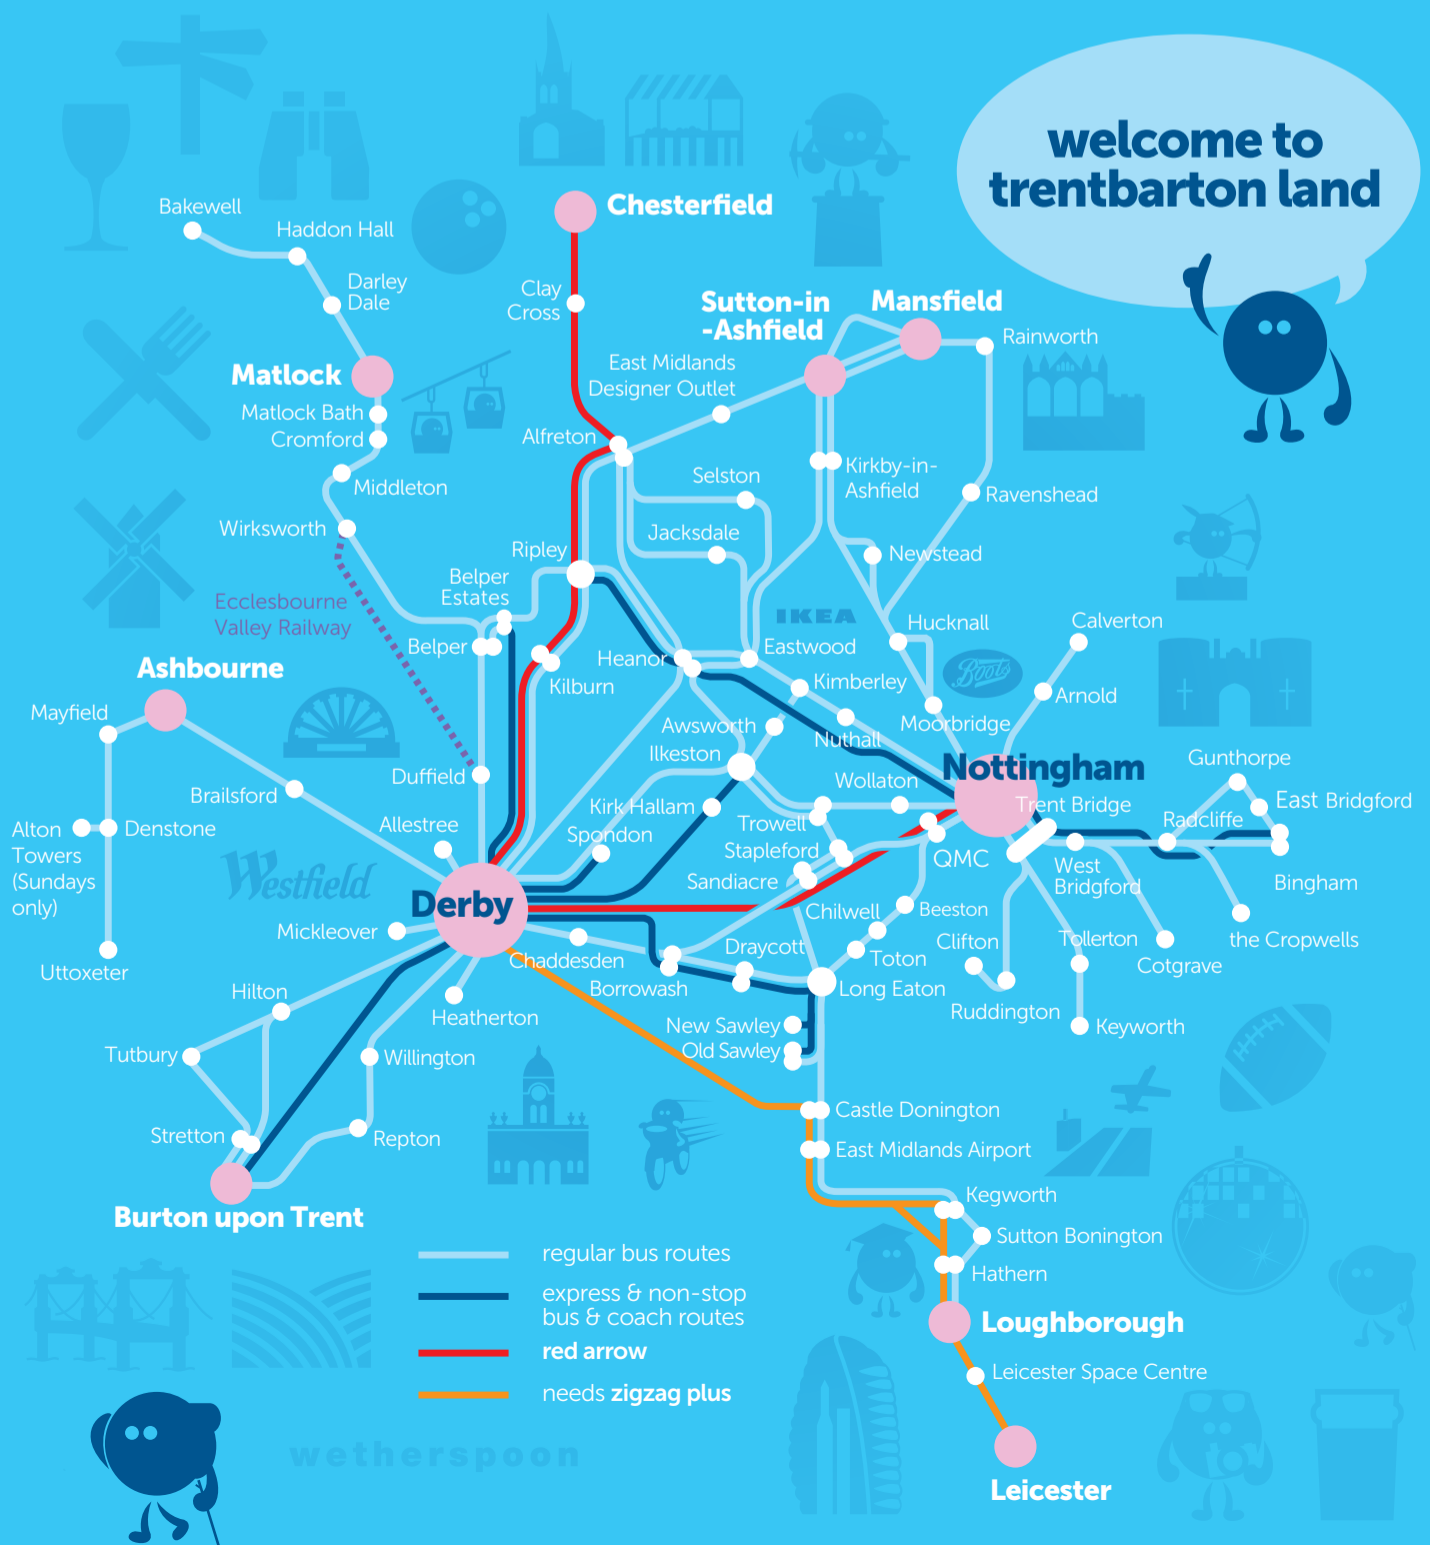 welcome to
trentbarton land
Bakewell
Haddon Hall
Darley
Dale
Matlock
Matlock Bath
Cromford
Middleton
Wirksworth
Ecclesbourne
Valley Railway
Chesterfield
Clay
Cross
Sutton-in
-Ashfield
Mansfield
Rainworth
East Midlands
Designer Outlet
Alfreton
Selston
Kirkby-in-
Ashfield
Ravenshead
Jacksdale
Newstead
Ripley
Belper
Estates
Belper
IKEA
Hucknall
Calverton
Heanor
Eastwood
Boots
Kilburn
Kimberley
Arnold
Moorbridge
Awsworth
Nuthall
Ashbourne
Mayfield
Ilkeston
Nottingham
Gunthorpe
Duffield
Wollaton
Brailsford
Kirk Hallam
Trent Bridge
East Bridgford
Radcliffe
Allestree
Spondon
Trowell
Alton
Towers
(Sundays
only)
Denstone
Stapleford
QMC
West
Bridgford
Westfield
Sandiacre
Bingham
Derby
Chilwell
Beeston
Mickleover
Chaddesden
Draycott
Toton
Clifton
Tollerton
Cotgrave
the Cropwells
Uttoxeter
Borrowash
Long Eaton
Hilton
Heatherton
Ruddington
Keyworth
New Sawley
Old Sawley
Tutbury
Willington
Castle Donington
Stretton
Repton
East Midlands Airport
Burton upon Trent
Kegworth
Sutton Bonington
Hathern
Loughborough
Leicester Space Centre
Leicester
regular bus routes
express & non-stop
bus & coach routes
red arrow
needs zigzag plus
wetherspoon